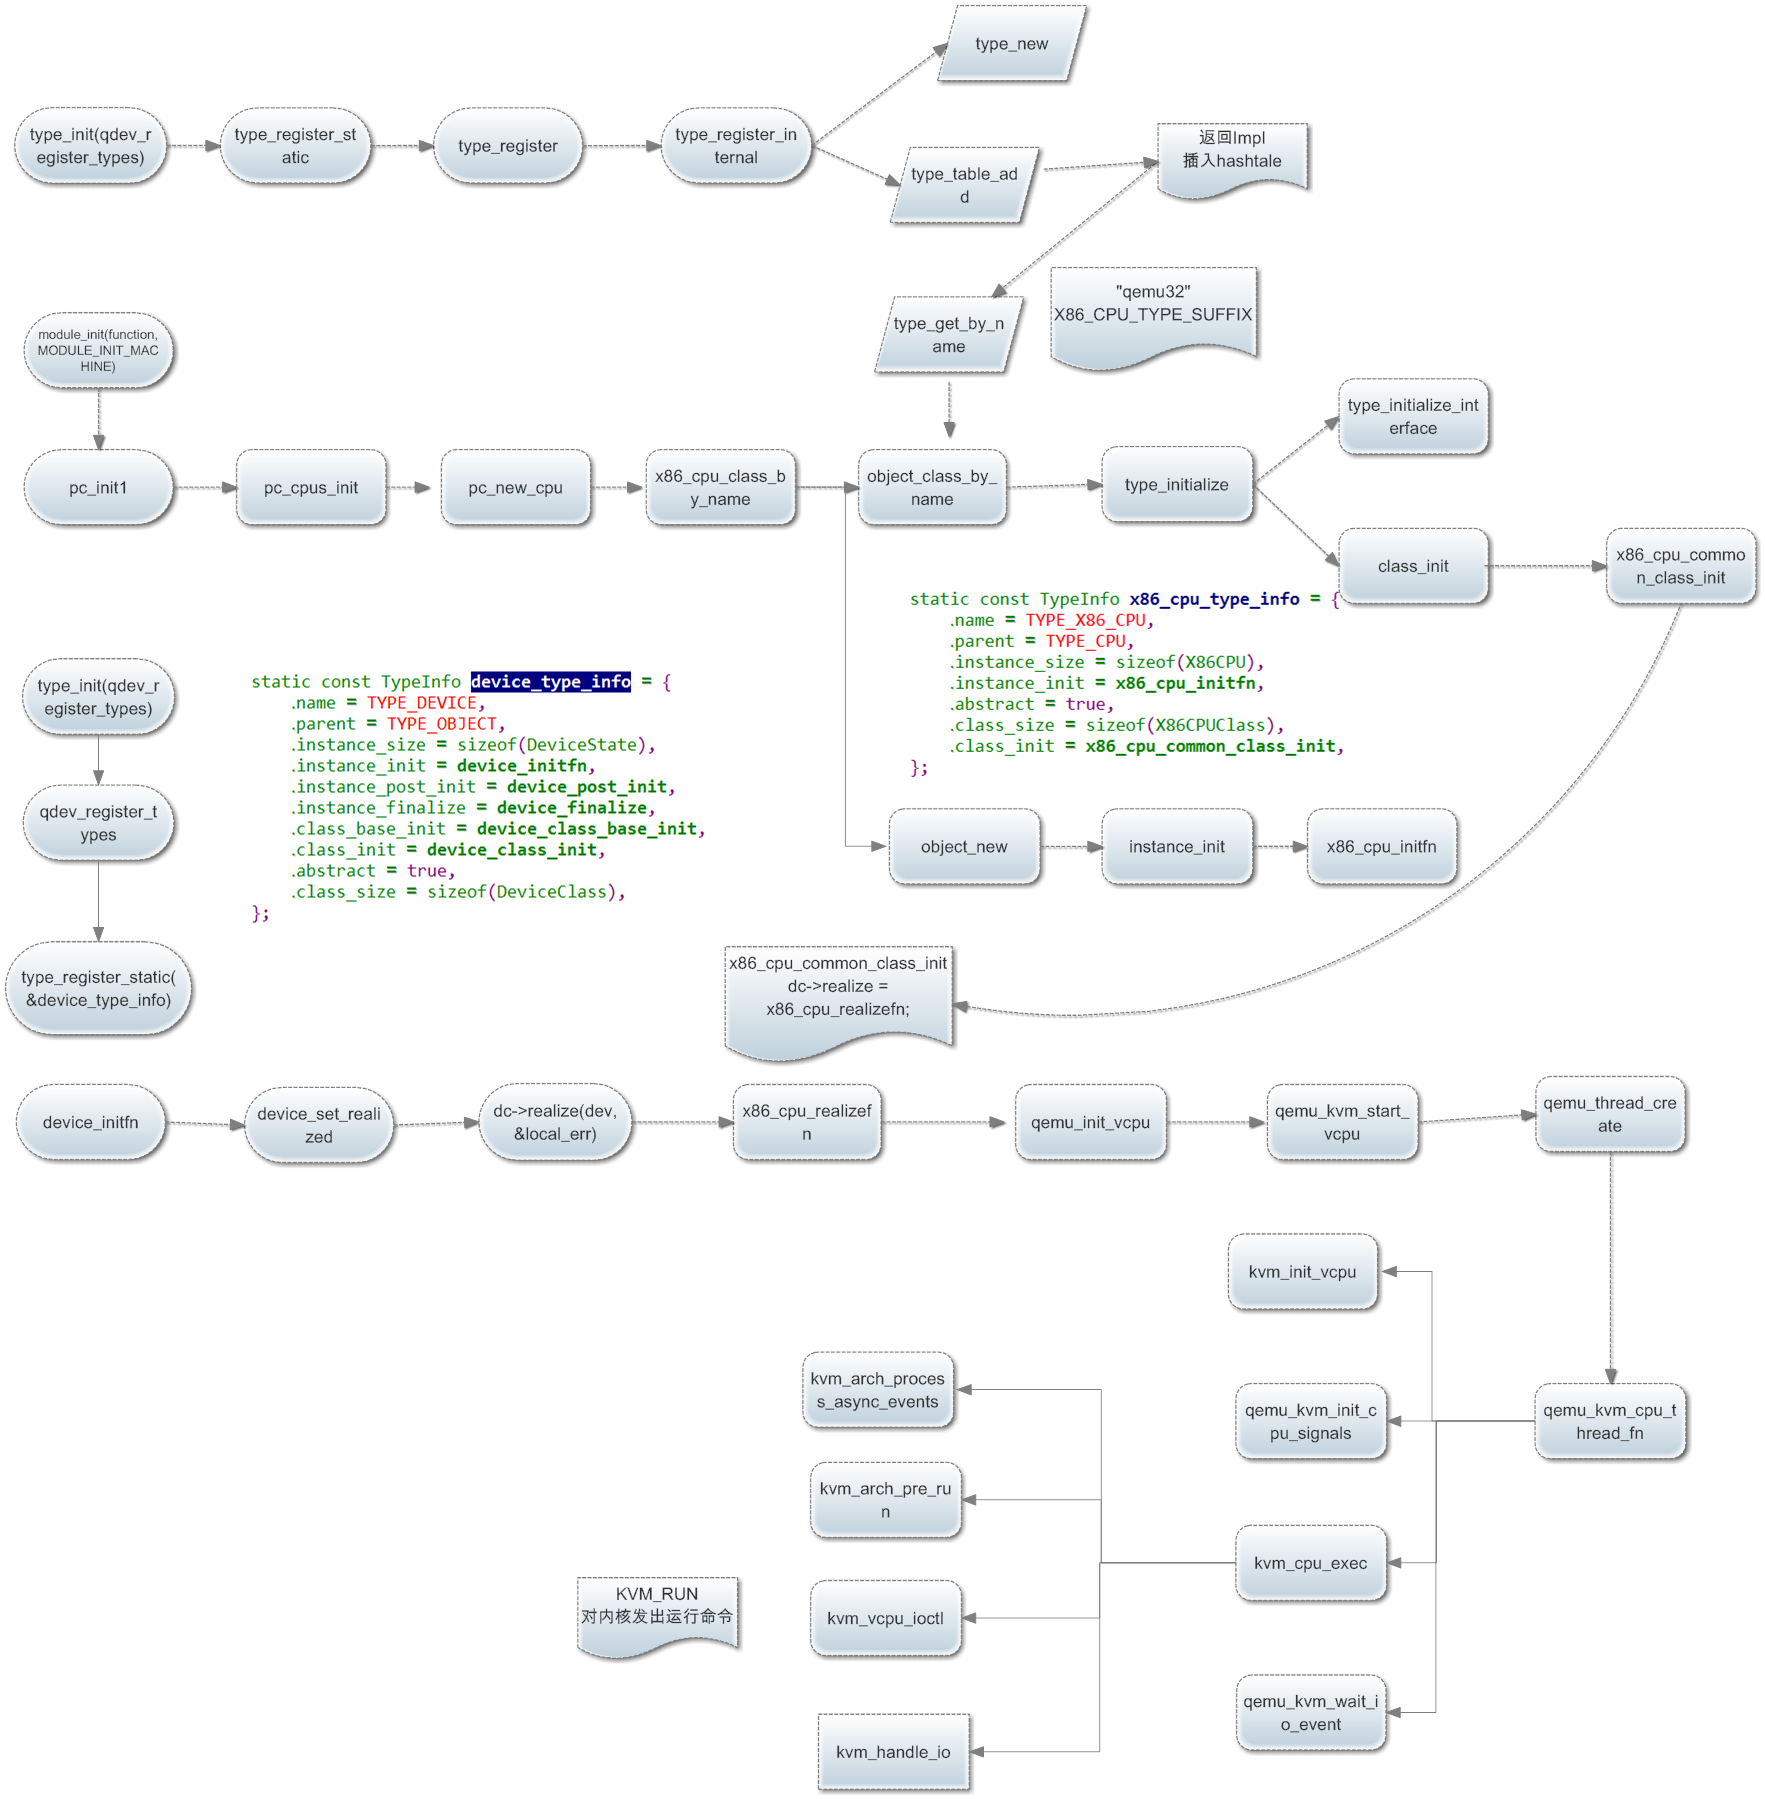 type_new
type_init(qdev_r
egister_types)
type_register_st
atic
type_register
type_register_in
ternal
type_table_ad
d
返回Impl
插入hashtale
"qemu32"
X86_CPU_TYPE_SUFFIX
type_get_by_n
ame
module_init(function,
MODULE_INIT_MAC
HINE)
type_initialize_int
erface
pc_init1
pc_cpus_init
pc_new_cpu
x86_cpu_class_b
y_name
object_class_by_
name
type_initialize
class_init
x86_cpu_commo
n_class_init
static const TypeInfo x86_cpu_type_info = {
.name = TYPE_X86_CPU,
.parent = TYPE_CPU,
.instance_size = sizeof(X86CPU),
.instance_init = x86_cpu_initfn,
.abstract = true,
.class_size = sizeof(X86CPUClass),
.class_init = x86_cpu_common_class_init,
};
type_init(qdev_r
egister_types)
qdev_register_t
ypes
type_register_static(
&device_type_info)
static const TypeInfo device_type_info = {
.name = TYPE_DEVICE,
.parent = TYPE_OBJECT,
.instance_size = sizeof(DeviceState),
.instance_init = device_initfn,
.instance_post_init = device_post_init,
.instance_finalize = device_finalize,
.class_base_init = device_class_base_init,
.class_init = device_class_init,
.abstract = true,
.class_size = sizeof(DeviceClass),
};
object_new
instance_init
x86_cpu_initfn
x86_cpu_common_class_init
dc->realize =
x86_cpu_realizefn;
device_initfn
device_set_reali
zed
dc->realize(dev,
&local_err)
x86_cpu_realizef
n
qemu_init_vcpu
qemu_kvm_start_
vcpu
qemu_thread_cre
ate
kvm_init_vcpu
kvm_arch_proces
s_async_events
qemu_kvm_init_c
pu_signals
qemu_kvm_cpu_t
hread_fn
kvm_arch_pre_ru
n
kvm_cpu_exec
KVM_RUN
对内核发出运行命令
kvm_vcpu_ioctl
qemu_kvm_wait_i
o_event
kvm_handle_io